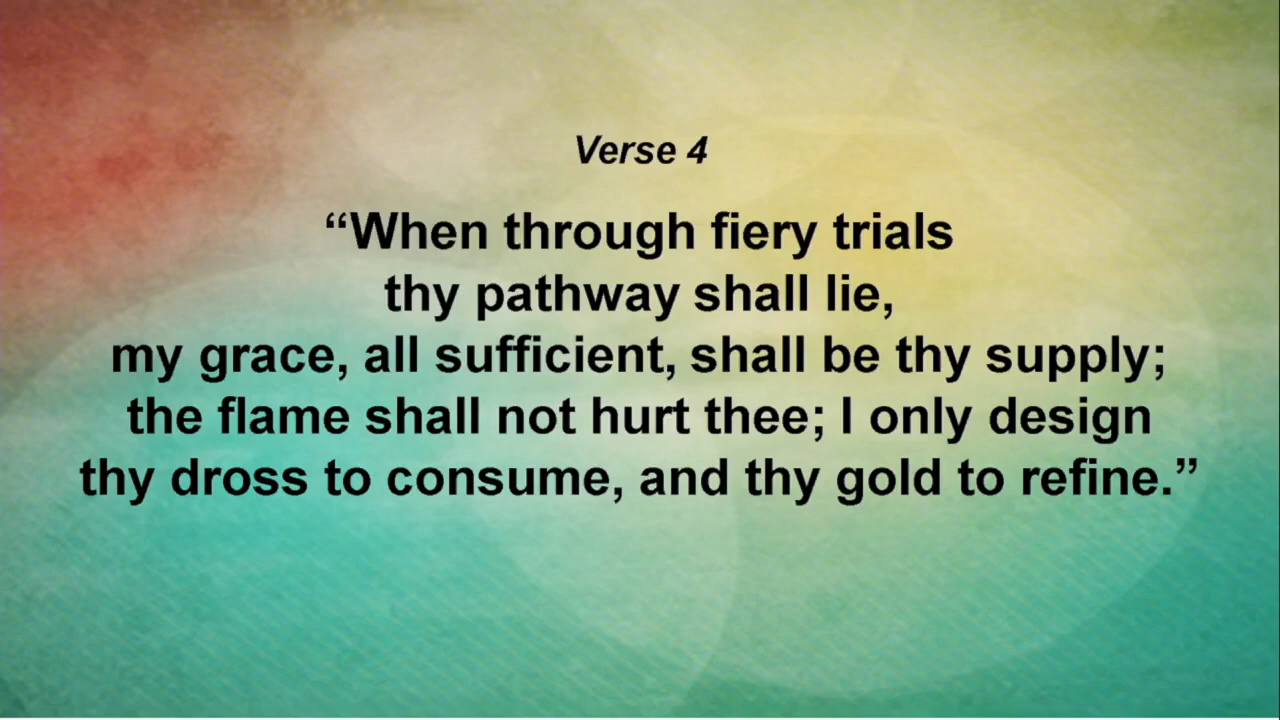 Verse 4
“When through fiery trials
thy pathway shall lie,
my grace, all sufficient, shall be thy supply;
the flame shall not hurt thee; I only design
thy dross to consume, and thy gold to refine.”